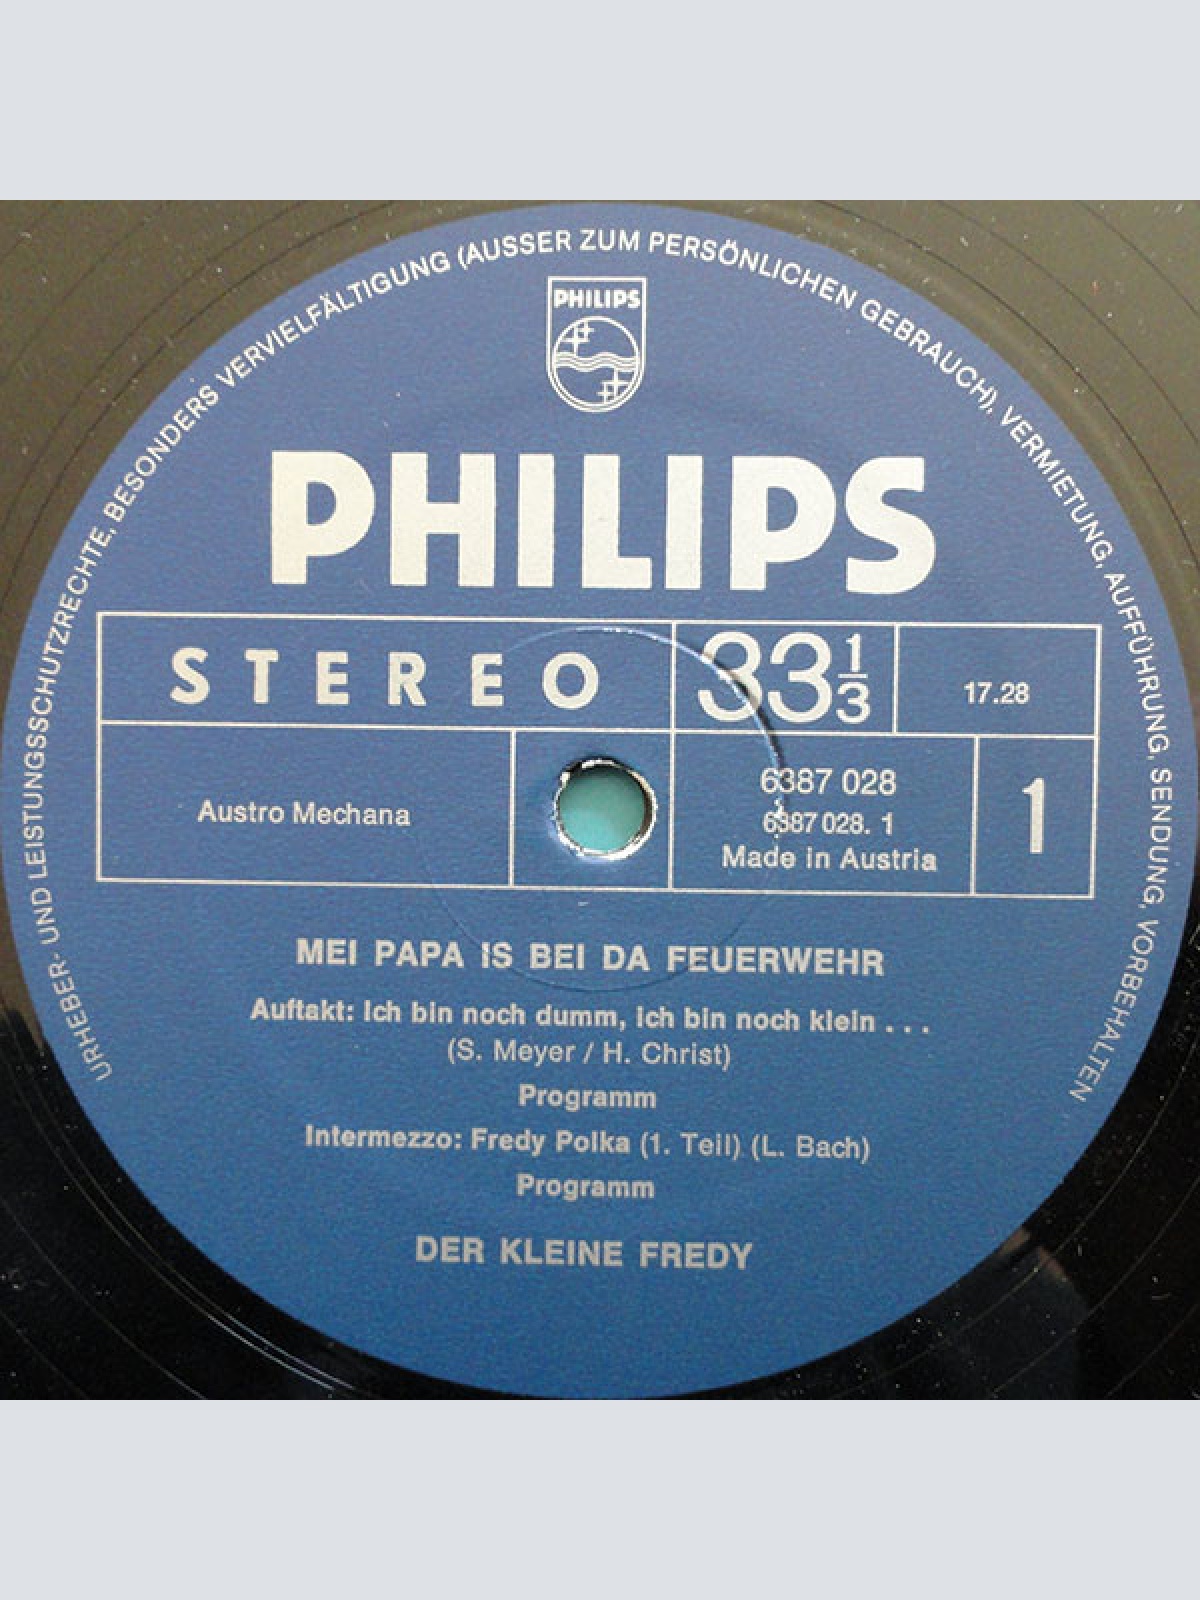 URHEBER- UND LEISTUNGSSCHUTZRECHTE, BESONDERS VERVIELFÄLTIGUNG (AUSSER ZUM PERSÖNLICHEN GEBRAUCH), VERMIETUNG, AUFFÜHRUNG, SENDUNG, VORBEHALTEN
PHILIPS
PHILIPS
STEREO
33 1/3
17.28
Austro Mechana
6387 028
6387 028. 1
Made in Austria
1
MEI PAPA IS BEI DA FEUERWEHR
Auftakt: Ich bin noch dumm, ich bin noch klein . . .
(S. Meyer / H. Christ)
Programm
Intermezzo: Fredy Polka (1. Teil) (L. Bach)
Programm
DER KLEINE FREDY